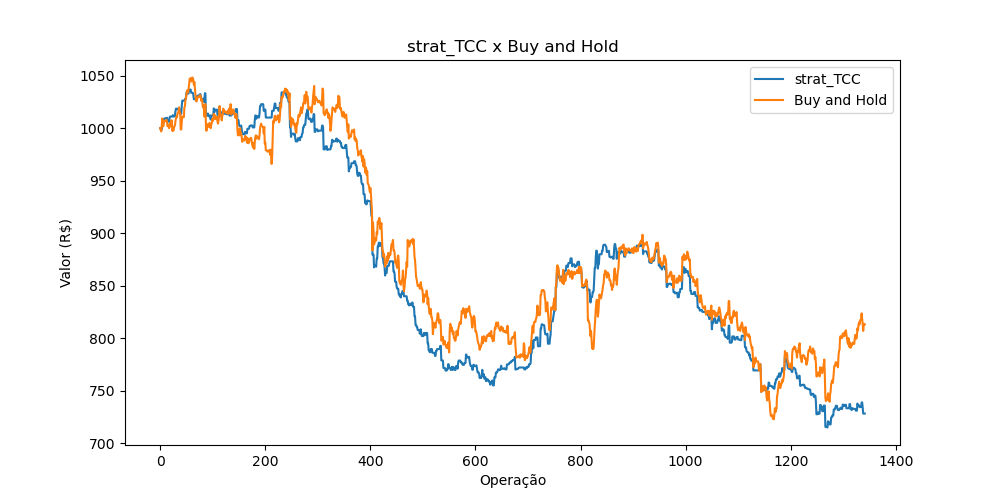 strat_TCC x Buy and Hold
strat_TCC
Buy and Hold
1050
1000
950
900
850
800
750
700
Valor (R$)
0 200 400 600 800 1000 1200 1400
Operação